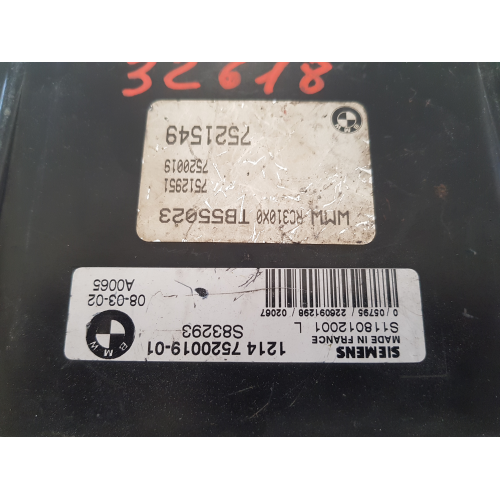 32618
7521549
7520019
7512951
WMW RC310X0 TB55023
SIEMENS
MADE IN FRANCE
S118012001 L
0 / 05795 / 226091298 / 02067
1214 7520019-01
S83293
BMW
08-03-02
A0065